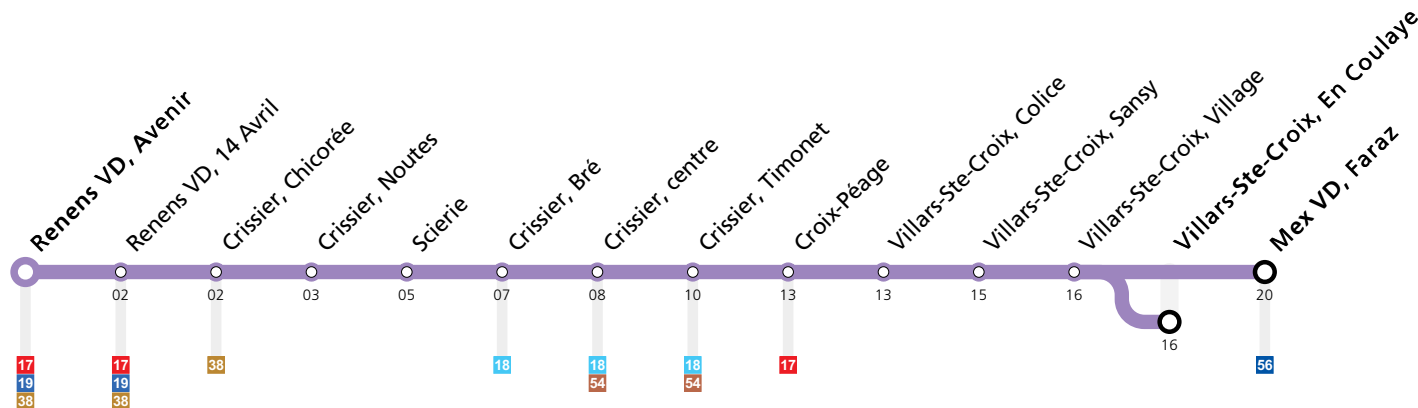 Renens VD, Avenir
Renens VD, 14 Avril
Crissier, Chicorée
Crissier, Noutes
Scierie
Crissier, Bré
Crissier, centre
Crissier, Timonet
Croix-Péage
Villars-Ste-Croix, Colice
Villars-Ste-Croix, Sansy
Villars-Ste-Croix, Village
Villars-Ste-Croix, En Coulaye
Mex VD, Faraz
02 02 03 05 07 08 10 13 13 15 16 20
16
17 17 38 18 18 18 17 56
19 19 54 54
38 38